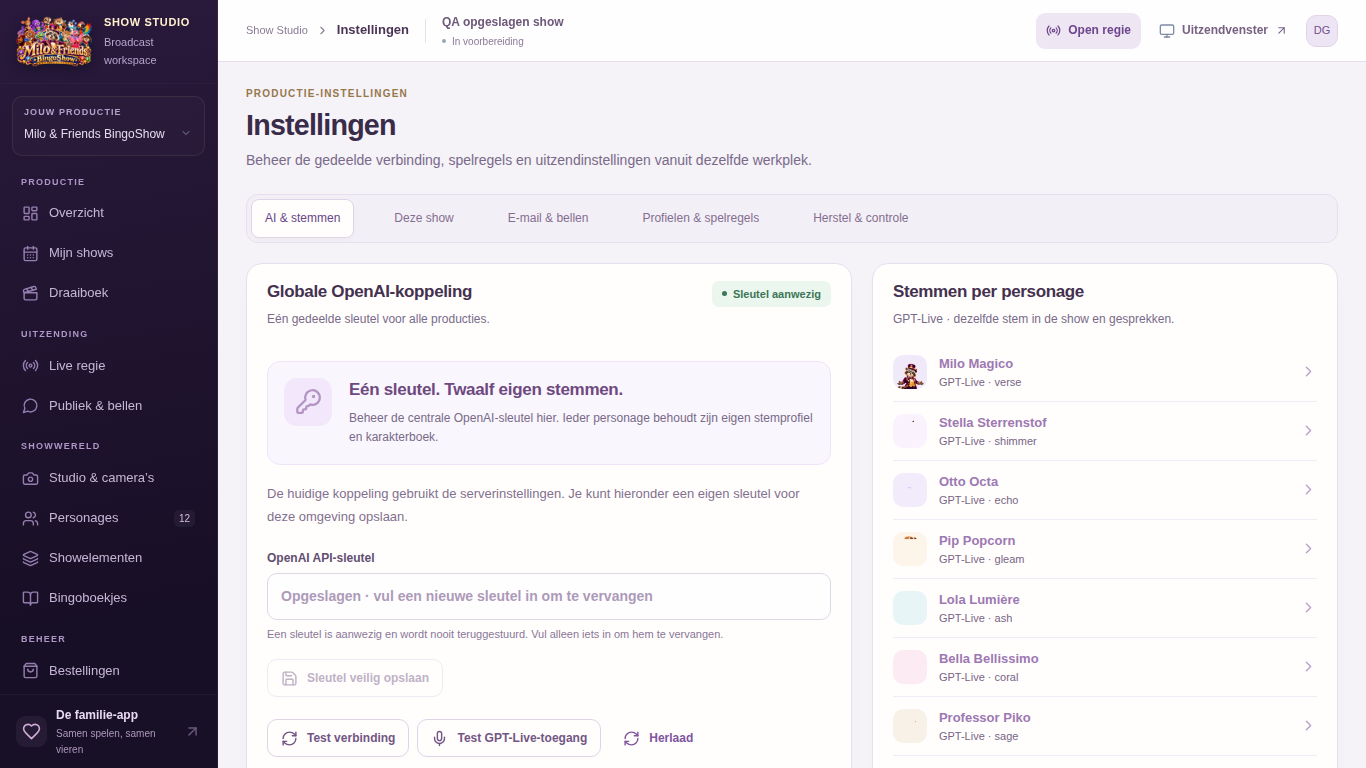 Milo & Friends
BingoShow
SHOW STUDIO
Broadcast
workspace
JOUW PRODUCTIE
Milo & Friends BingoShow
PRODUCTIE
Overzicht
Mijn shows
Draaiboek
UITZENDING
Live regie
Publiek & bellen
SHOWWERELD
Studio & camera's
Personages
12
Showelementen
Bingoboekjes
BEHEER
Bestellingen
De familie-app
Samen spelen, samen
vieren
Show Studio
Instellingen
QA opgeslagen show
In voorbereiding
Open regie
Uitzendvenster
DG
PRODUCTIE-INSTELLINGEN
Instellingen
Beheer de gedeelde verbinding, spelregels en uitzendinstellingen vanuit dezelfde werkplek.
AI & stemmen
Deze show
E-mail & bellen
Profielen & spelregels
Herstel & controle
Globale OpenAI-koppeling
Sleutel aanwezig
Eén gedeelde sleutel voor alle producties.
Eén sleutel. Twaalf eigen stemmen.
Beheer de centrale OpenAI-sleutel hier. Ieder personage behoudt zijn eigen stemprofiel
en karakterboek.
De huidige koppeling gebruikt de serverinstellingen. Je kunt hieronder een eigen sleutel voor
deze omgeving opslaan.
OpenAI API-sleutel
Opgeslagen · vul een nieuwe sleutel in om te vervangen
Een sleutel is aanwezig en wordt nooit teruggestuurd. Vul alleen iets in om hem te vervangen.
Sleutel veilig opslaan
Test verbinding
Test GPT-Live-toegang
Herlaad
Stemmen per personage
GPT-Live · dezelfde stem in de show en gesprekken.
Milo Magico
GPT-Live · verse
Stella Sterrenstof
GPT-Live · shimmer
Otto Octa
GPT-Live · echo
Pip Popcorn
GPT-Live · gleam
Lola Lumière
GPT-Live · ash
Bella Bellissimo
GPT-Live · coral
Professor Piko
GPT-Live · sage